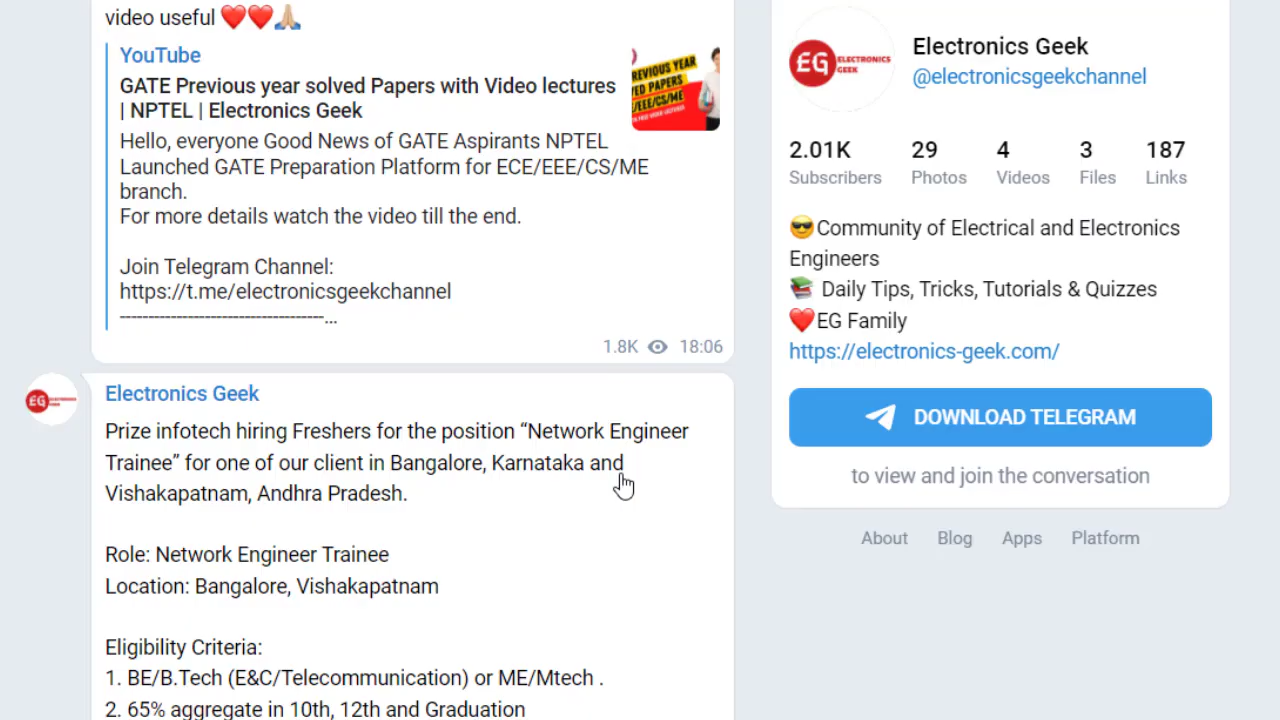 video useful ❤️❤️🙏🏼
YouTube
GATE Previous year solved Papers with Video lectures
| NPTEL | Electronics Geek
Hello, everyone Good News of GATE Aspirants NPTEL
Launched GATE Preparation Platform for ECE/EEE/CS/ME
branch.
For more details watch the video till the end.
Join Telegram Channel:
https://t.me/electronicsgeekchannel
-----------------------------------...
1.8K 18:06
Electronics Geek
Prize infotech hiring Freshers for the position “Network Engineer
Trainee” for one of our client in Bangalore, Karnataka and
Vishakapatnam, Andhra Pradesh.
Role: Network Engineer Trainee
Location: Bangalore, Vishakapatnam
Eligibility Criteria:
1. BE/B.Tech (E&C/Telecommunication) or ME/Mtech .
2. 65% aggregate in 10th, 12th and Graduation
EG ELECTRONICS
GEEK
Electronics Geek
@electronicsgeekchannel
2.01K 29 4 3 187
Subscribers Photos Videos Files Links
😎Community of Electrical and Electronics
Engineers
📚 Daily Tips, Tricks, Tutorials & Quizzes
❤️EG Family
https://electronics-geek.com/
DOWNLOAD TELEGRAM
to view and join the conversation
About Blog Apps Platform